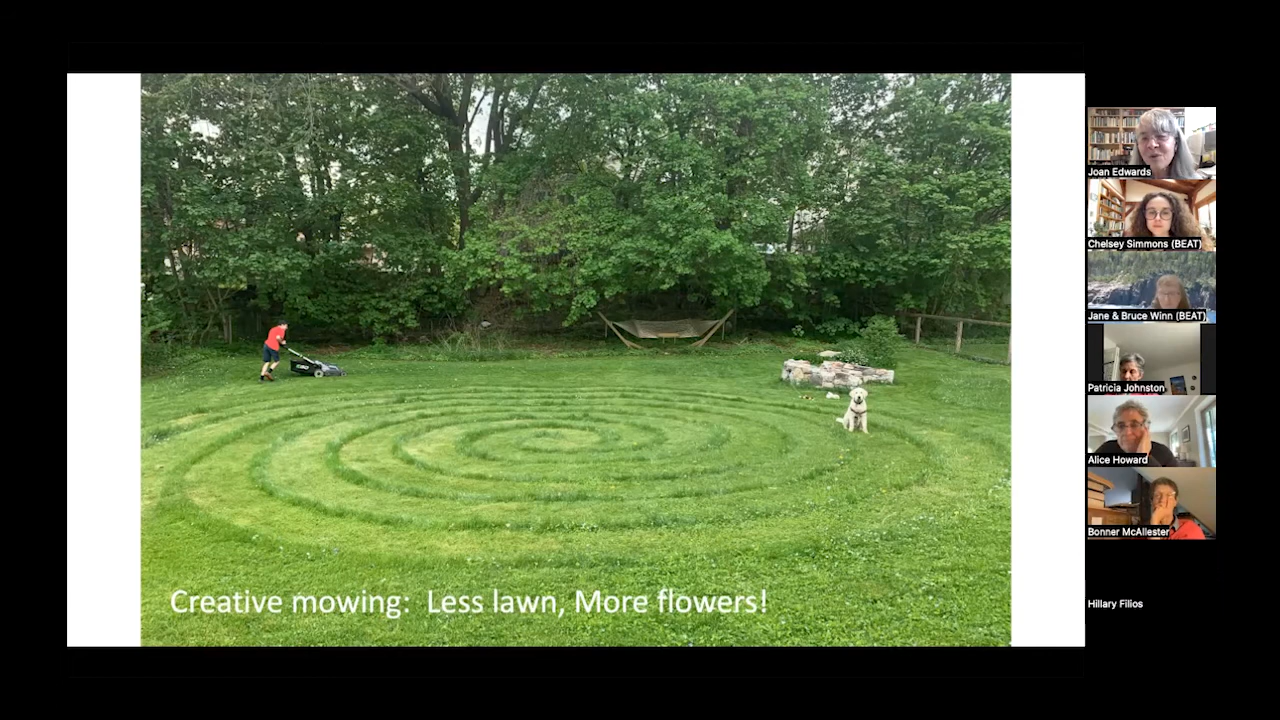 Joan Edwards
Chelsey Simmons (BEAT)
Jane & Bruce Winn (BEAT)
Patricia Johnston
Alice Howard
Bonner McAllester
Hillary Filios
Creative mowing: Less lawn, More flowers!